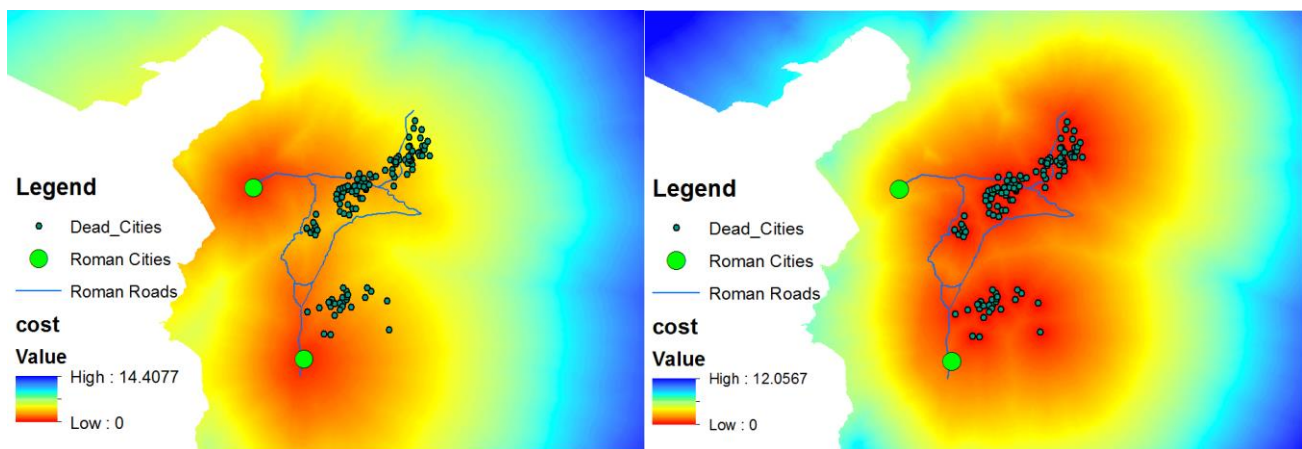 Legend
Dead_Cities
Roman Cities
Roman Roads
cost
Value
High : 14.4077
Low : 0
Legend
Dead_Cities
Roman Cities
Roman Roads
cost
Value
High : 12.0567
Low : 0